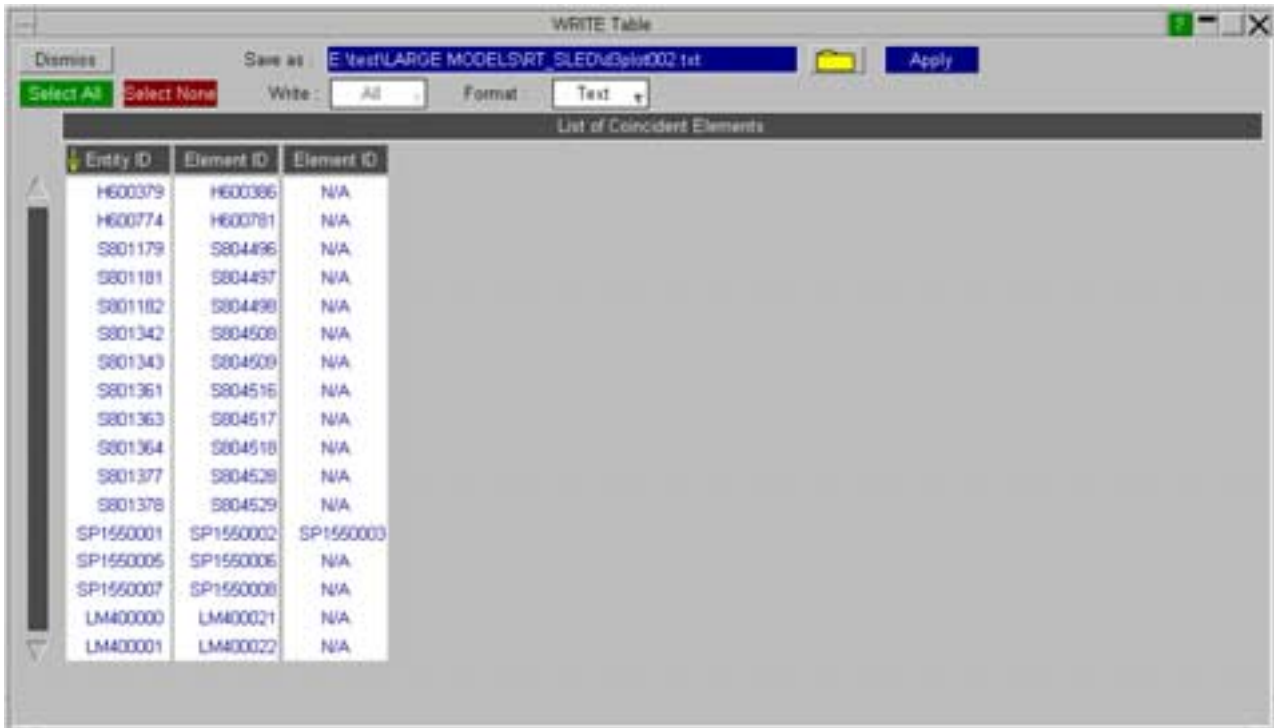 WRITE Table ?
Dismiss Save as : E:\test\LARGE MODELS\RT_SLED\d3plot002.txt Apply
Select All Select None Write : All Format Text
List of Coincident Elements
Entity ID Element ID Element ID
H600379 H600386 N/A
H600774 H600781 N/A
S801179 S804496 N/A
S801181 S804497 N/A
S801182 S804498 N/A
S801342 S804508 N/A
S801343 S804509 N/A
S801361 S804516 N/A
S801363 S804517 N/A
S801364 S804518 N/A
S801377 S804528 N/A
S801378 S804529 N/A
SP1550001 SP1550002 SP1550003
SP1550005 SP1550006 N/A
SP1550007 SP1550008 N/A
LM400000 LM400021 N/A
LM400001 LM400022 N/A